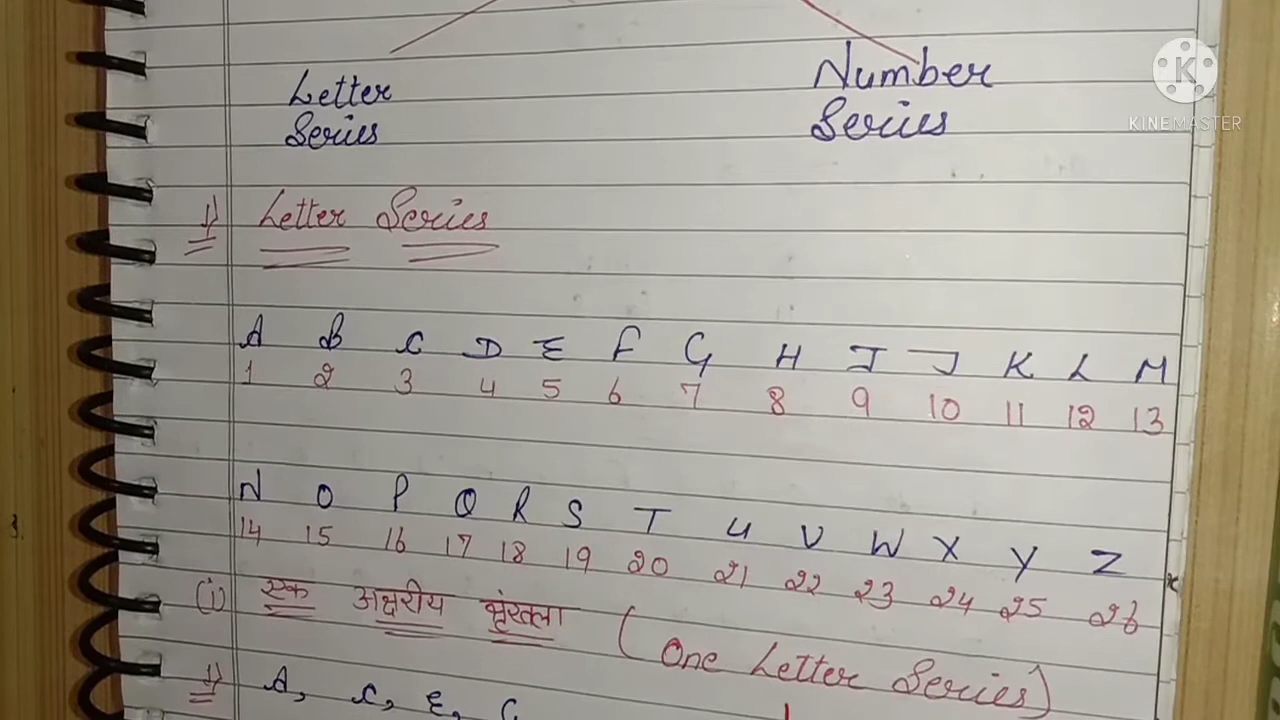 Letter Number
Series Series
KINEMASTER
1) Letter Series
A B C D E F G H I J K L M
1 2 3 4 5 6 7 8 9 10 11 12 13
N O P Q R S T U V W X Y Z
14 15 16 17 18 19 20 21 22 23 24 25 26
(i) एक अक्षरीय श्रृंखला (One Letter Series)
1) A, C, E, G